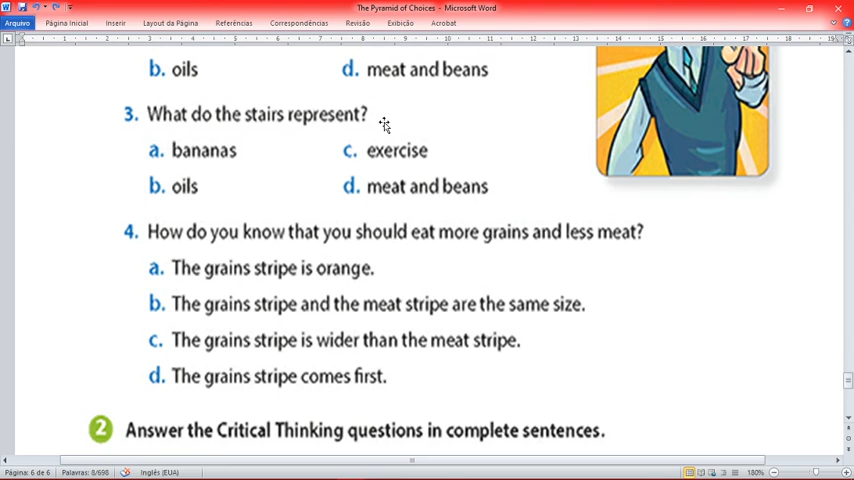 The Pyramid of Choices - Microsoft Word
Arquivo Página Inicial Inserir Layout da Página Referências Correspondências Revisão Exibição Acrobat
b. oils d. meat and beans
3. What do the stairs represent?
a. bananas c. exercise
b. oils d. meat and beans
4. How do you know that you should eat more grains and less meat?
a. The grains stripe is orange.
b. The grains stripe and the meat stripe are the same size.
c. The grains stripe is wider than the meat stripe.
d. The grains stripe comes first.
2 Answer the Critical Thinking questions in complete sentences.
Página: 6 de 6 Palavras: 8/698 Inglês (EUA) 180%